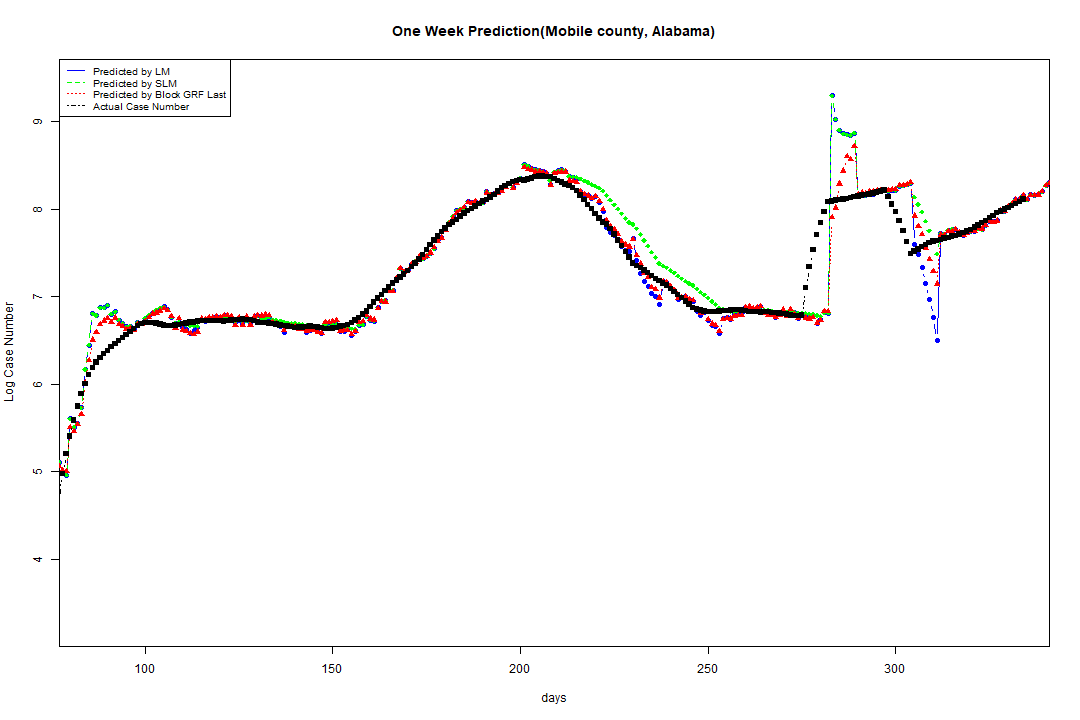 One Week Prediction(Mobile county, Alabama)
Predicted by LM
Predicted by SLM
Predicted by Block GRF Last
Actual Case Number
Log Case Number
9
8
7
6
5
4
100 150 200 250 300
days